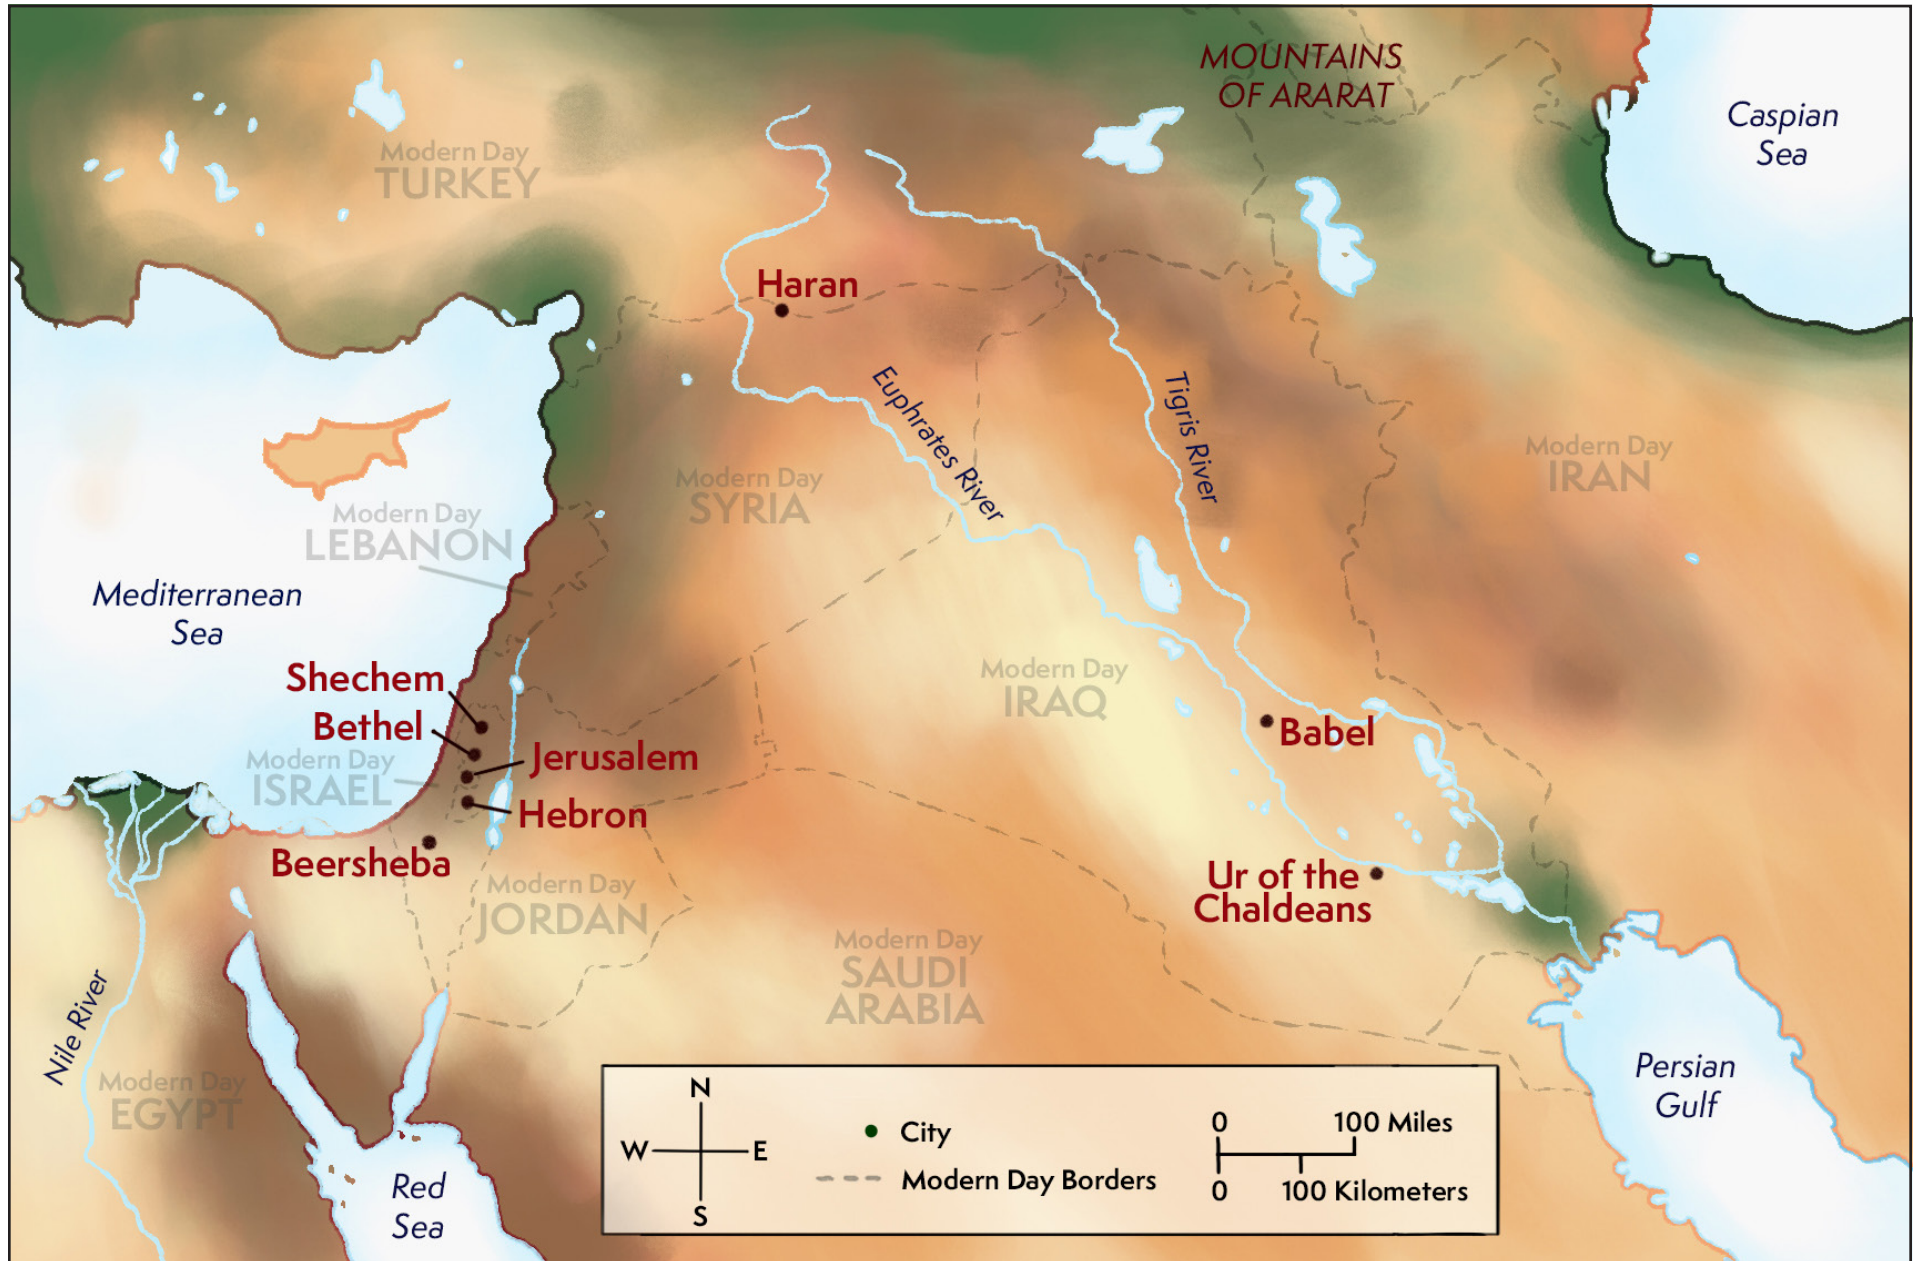 MOUNTAINS
OF ARARAT
Caspian
Sea
Modern Day
TURKEY
Haran
Euphrates River
Tigris River
Modern Day
IRAN
Modern Day
SYRIA
Modern Day
LEBANON
Mediterranean
Sea
Shechem
Bethel
Modern Day
ISRAEL
Jerusalem
Hebron
Beersheba
Modern Day
IRAQ
Babel
Ur of the
Chaldeans
Modern Day
JORDAN
Modern Day
SAUDI
ARABIA
Nile River
Modern Day
EGYPT
Red
Sea
Persian
Gulf
N
W
E
S
City
Modern Day Borders
0
100 Miles
0
100 Kilometers